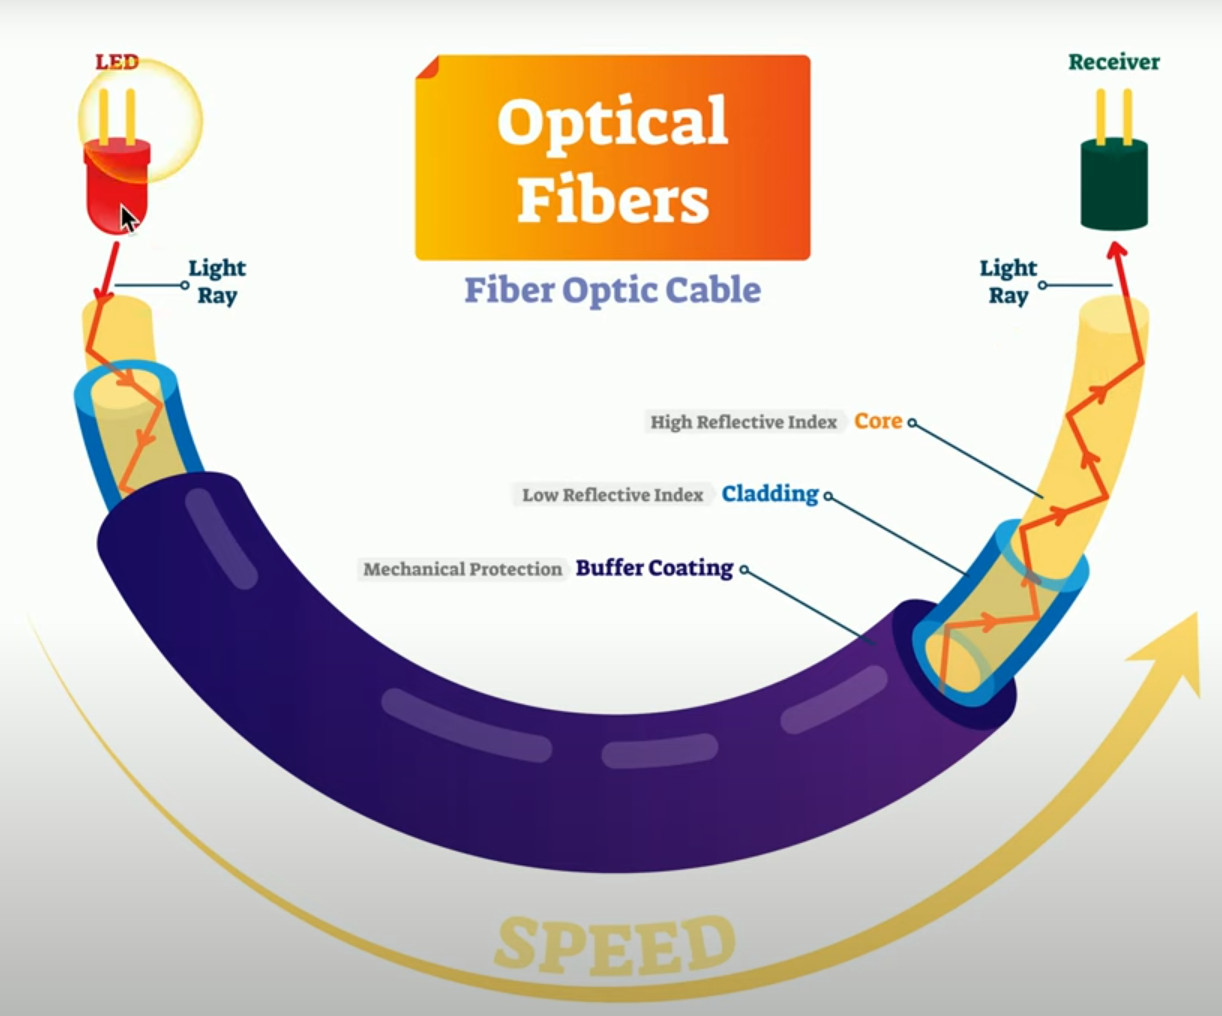 LED
Optical
Fibers
Fiber Optic Cable
Receiver
Light
Ray
Light
Ray
High Reflective Index Core
Low Reflective Index Cladding
Mechanical Protection Buffer Coating
SPEED